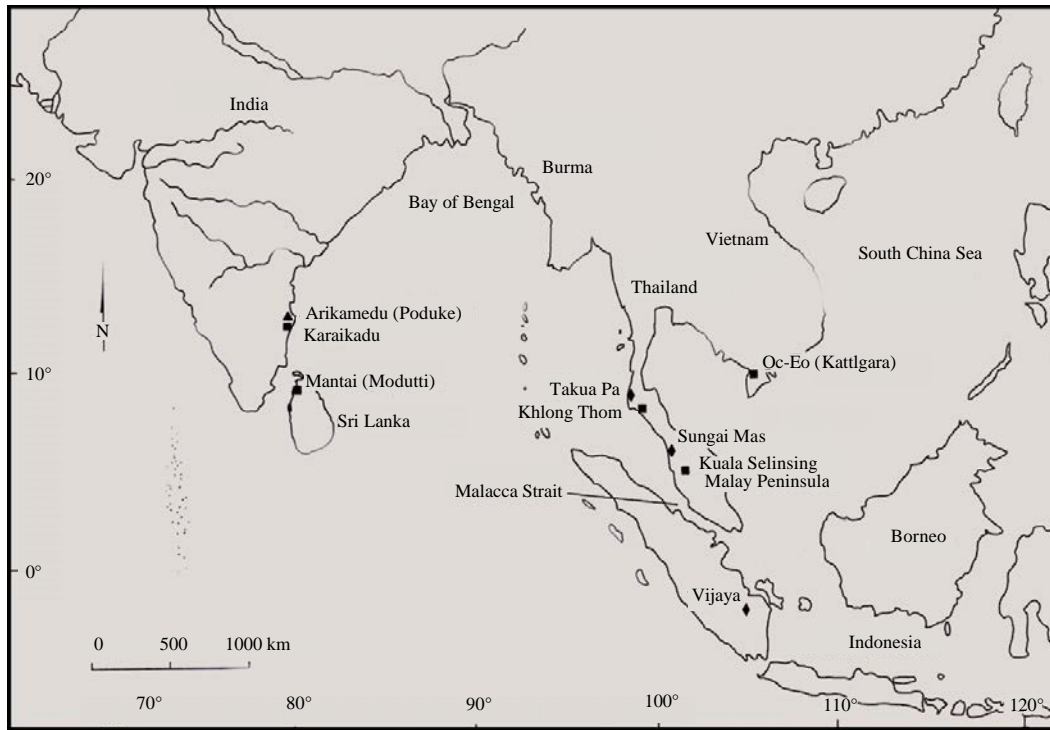 India
Burma
20°
Bay of Bengal
Vietnam
South China Sea
Thailand
N
Arikamedu (Poduke)
Karaikadu
Oc-Eo (Kattlgara)
10°
Mantai (Modutti)
Takua Pa
Khlong Thom
Sri Lanka
Sungai Mas
Kuala Selinsing
Malay Peninsula
Malacca Strait
Borneo
0°
Vijaya
0 500 1000 km
Indonesia
70° 80° 90° 100° 110° 120°